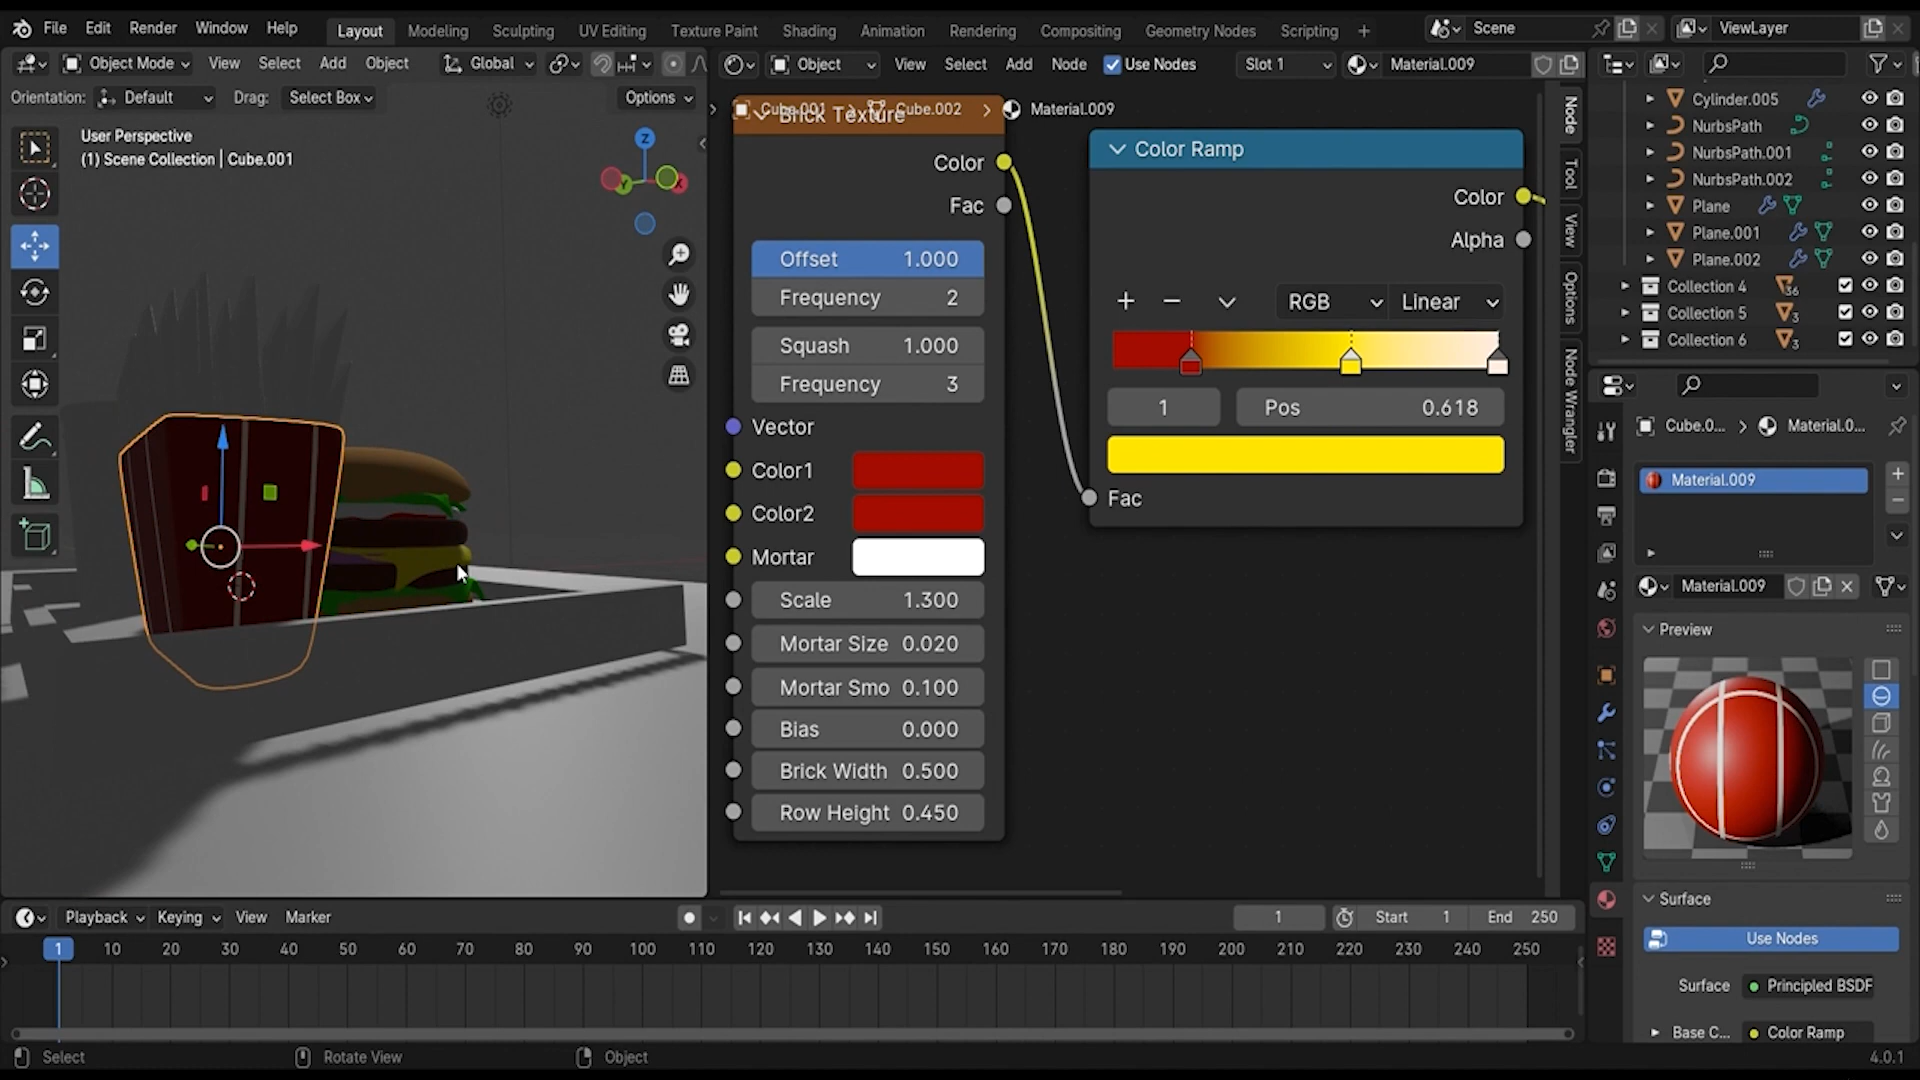 File Edit Render Window Help Layout Modeling Sculpting UV Editing Texture Paint Shading Animation Rendering Compositing Geometry Nodes Scripting + Scene ViewLayer
Object Mode View Select Add Object Global Object View Select Add Node Use Nodes Slot 1 Material.009
Orientation: Default Drag: Select Box Options
User Perspective
(1) Scene Collection | Cube.001
Z
Y
X
Cube.001 Cube.002 Material.009
Brick Texture
Color
Fac
Offset 1.000
Frequency 2
Squash 1.000
Frequency 3
Vector
Color1
Color2
Mortar
Scale 1.300
Mortar Size 0.020
Mortar Smo 0.100
Bias 0.000
Brick Width 0.500
Row Height 0.450
Color Ramp
Color
Alpha
RGB Linear
1 Pos 0.618
Fac
Node
Tool
View
Options
Node Wrangler
Cylinder.005
NurbsPath
NurbsPath.001
NurbsPath.002
Plane
Plane.001
Plane.002
Collection 4 36
Collection 5 3
Collection 6 3
Cube.0... Material.0...
Material.009
Material.009
Preview
Surface
Use Nodes
Surface Principled BSDF
Base C... Color Ramp
Playback Keying View Marker 1 Start 1 End 250
1 10 20 30 40 50 60 70 80 90 100 110 120 130 140 150 160 170 180 190 200 210 220 230 240 250
Select Rotate View Object 4.0.1